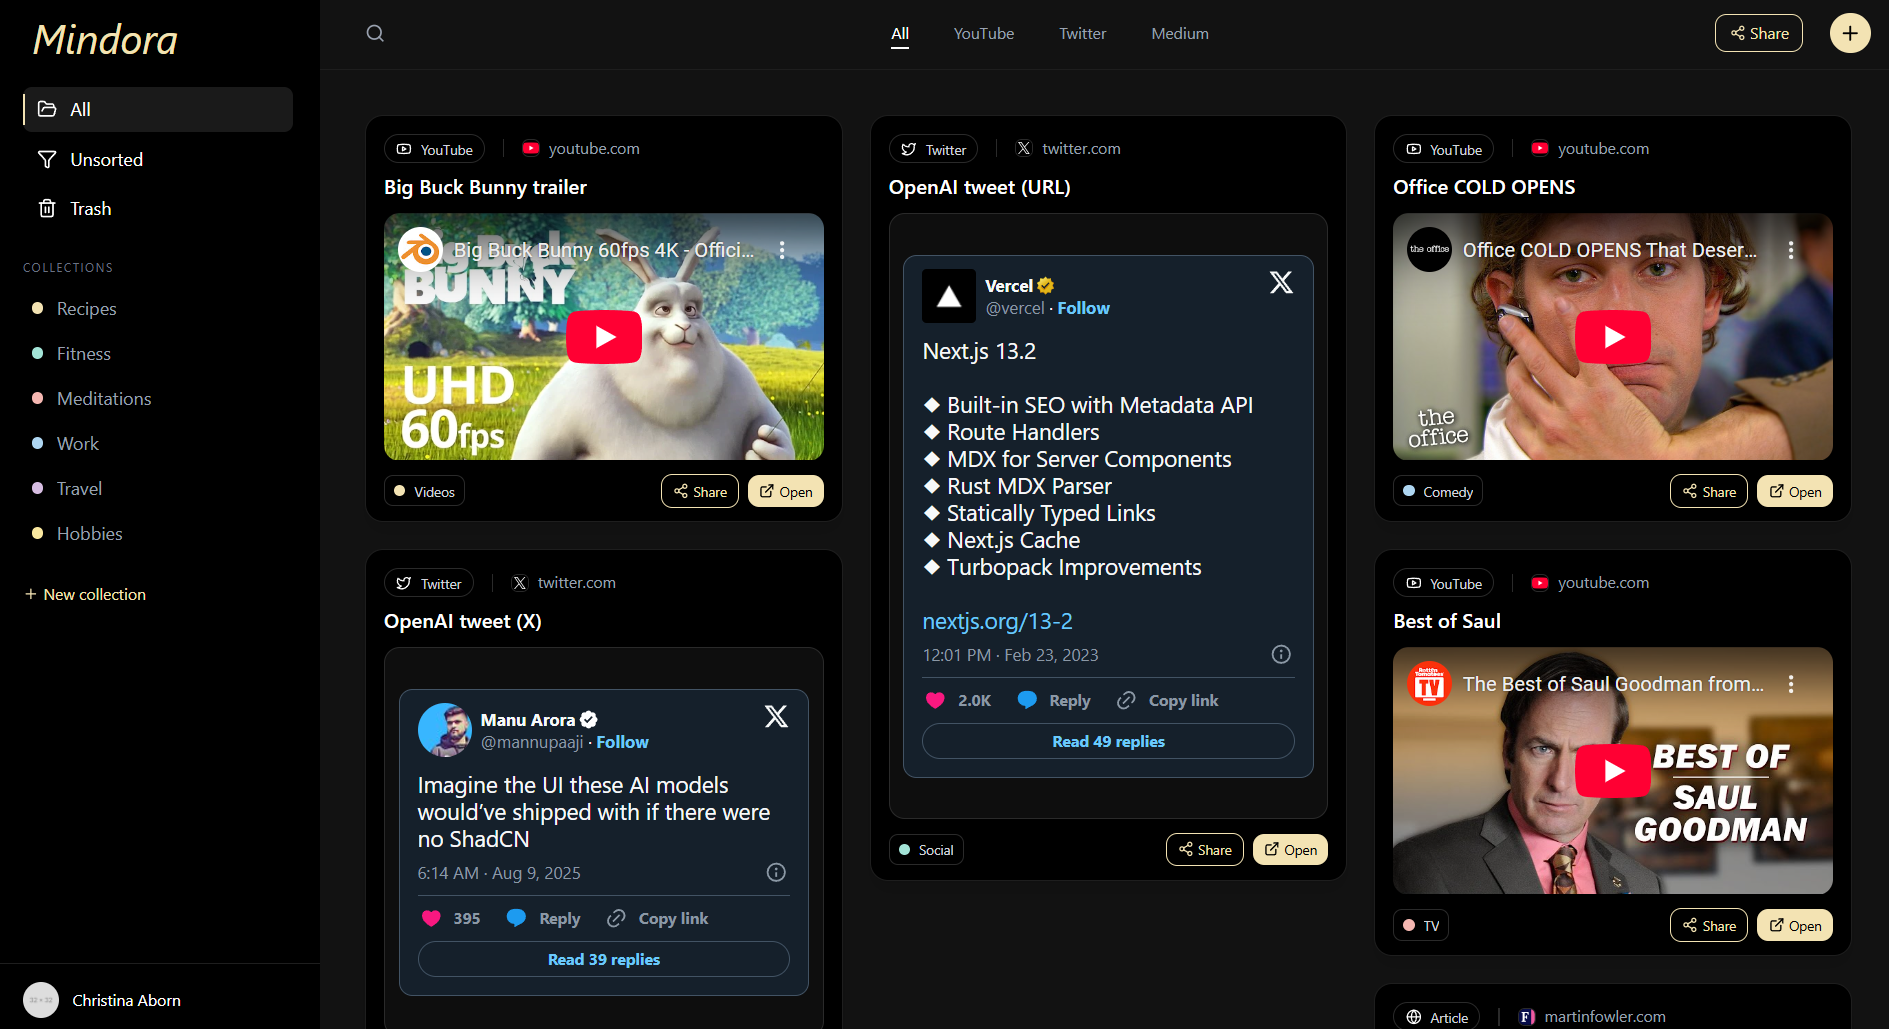 Mindora
All
Unsorted
Trash
COLLECTIONS
Recipes
Fitness
Meditations
Work
Travel
Hobbies
+ New collection
Christina Aborn
All
YouTube
Twitter
Medium
Share
YouTube
youtube.com
Big Buck Bunny trailer
Big Buck Bunny 60fps 4K - Offici...
Big Buck
BUNNY
UHD
60fps
Videos
Share
Open
Twitter
twitter.com
OpenAI tweet (X)
Manu Arora
@mannupaaji · Follow
Imagine the UI these AI models
would’ve shipped with if there were
no ShadCN
6:14 AM · Aug 9, 2025
395
Reply
Copy link
Read 39 replies
Twitter
twitter.com
OpenAI tweet (URL)
Vercel
@vercel · Follow
Next.js 13.2
◆ Built-in SEO with Metadata API
◆ Route Handlers
◆ MDX for Server Components
◆ Rust MDX Parser
◆ Statically Typed Links
◆ Next.js Cache
◆ Turbopack Improvements
nextjs.org/13-2
12:01 PM · Feb 23, 2023
2.0K
Reply
Copy link
Read 49 replies
Social
Share
Open
YouTube
youtube.com
Office COLD OPENS
the office
Office COLD OPENS That Deser...
the
office
Comedy
Share
Open
YouTube
youtube.com
Best of Saul
Rotten
Tomatoes
TV
The Best of Saul Goodman from...
BEST OF
SAUL
GOODMAN
TV
Share
Open
Article
F
martinfowler.com